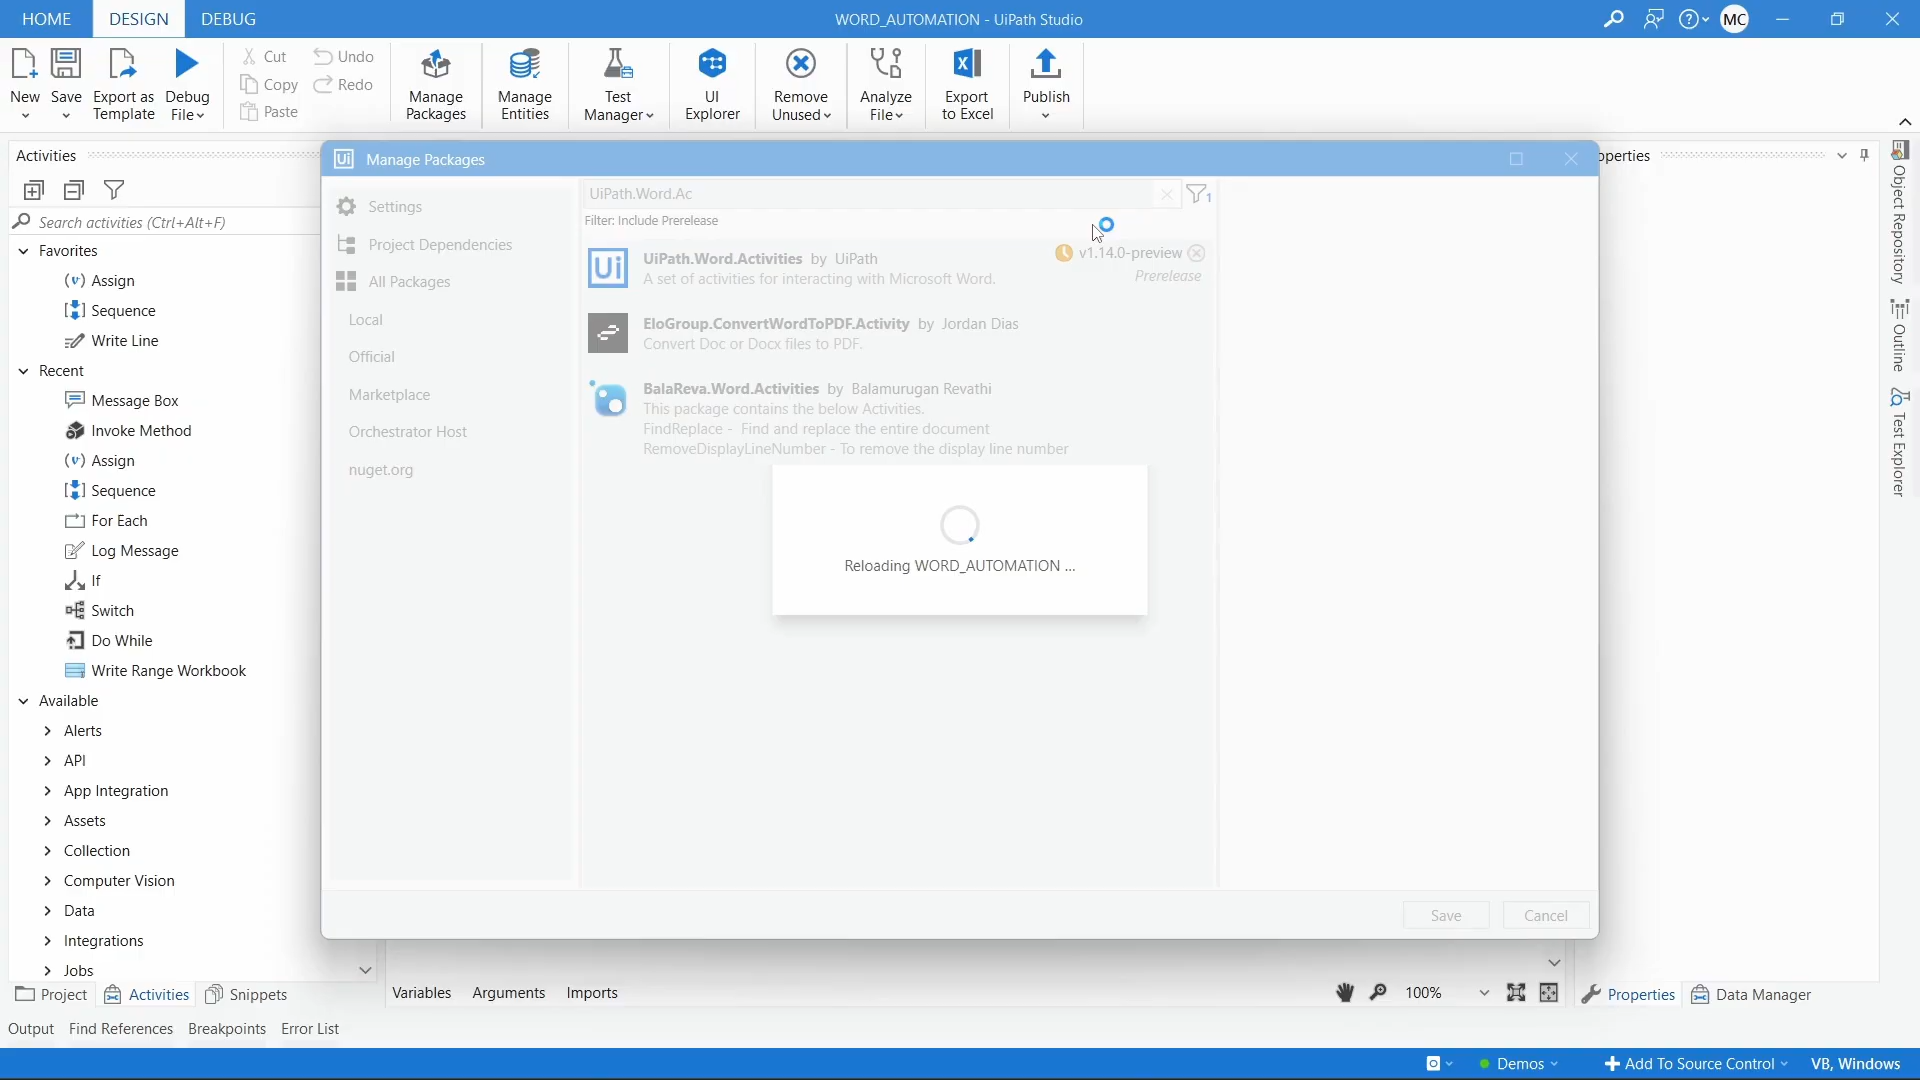 HOME
DESIGN
DEBUG
WORD_AUTOMATION - UiPath Studio
MC
New
Save
Export as
Template
Debug
File
Cut
Copy
Paste
Undo
Redo
Manage
Packages
Manage
Entities
Test
Manager
UI
Explorer
Remove
Unused
Analyze
File
Export
to Excel
Publish
Activities
Search activities (Ctrl+Alt+F)
Favorites
(v) Assign
Sequence
Write Line
Recent
Message Box
Invoke Method
(v) Assign
Sequence
For Each
Log Message
If
Switch
Do While
Write Range Workbook
Available
Alerts
API
App Integration
Assets
Collection
Computer Vision
Data
Integrations
Jobs
Project
Activities
Snippets
Ui Manage Packages
Settings
Project Dependencies
All Packages
Local
Official
Marketplace
Orchestrator Host
nuget.org
UiPath.Word.Ac
1
Filter: Include Prerelease
Ui
UiPath.Word.Activities by UiPath
v1.14.0-preview
A set of activities for interacting with Microsoft Word.
Prerelease
EloGroup.ConvertWordToPDF.Activity by Jordan Dias
Convert Doc or Docx files to PDF.
BalaReva.Word.Activities by Balamurugan Revathi
This package contains the below Activities.
FindReplace - Find and replace the entire document
RemoveDisplayLineNumber - To remove the display line number
Reloading WORD_AUTOMATION ...
Save
Cancel
operties
Object Repository
Outline
Test Explorer
Variables
Arguments
Imports
100%
Properties
Data Manager
Output
Find References
Breakpoints
Error List
Demos
Add To Source Control
VB, Windows